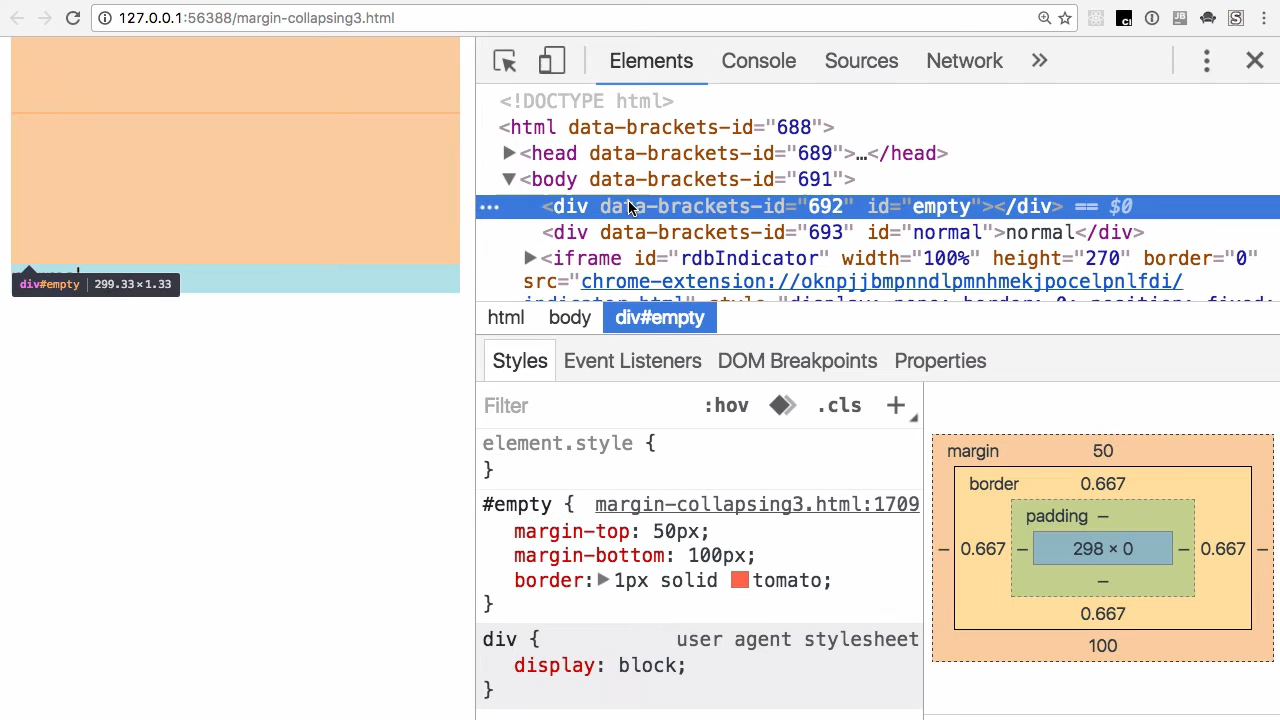 127.0.0.1:56388/margin-collapsing3.html
Elements Console Sources Network »
<!DOCTYPE html>
<html data-brackets-id="688">
<head data-brackets-id="689">…</head>
<body data-brackets-id="691">
… <div data-brackets-id="692" id="empty"></div> == $0
<div data-brackets-id="693" id="normal">normal</div>
<iframe id="rdbIndicator" width="100%" height="270" border="0"
src="chrome-extension://oknpjjbmpnndlpmnhmekjpocelpnlfdi/
div#empty 299.33×1.33
html body div#empty
Styles Event Listeners DOM Breakpoints Properties
Filter :hov .cls +
element.style {
}
#empty { margin-collapsing3.html:1709
margin-top: 50px;
margin-bottom: 100px;
border: 1px solid tomato;
}
div { user agent stylesheet
display: block;
}
margin 50
border 0.667
padding –
– 0.667 – 298 × 0 – 0.667 –
–
0.667
100